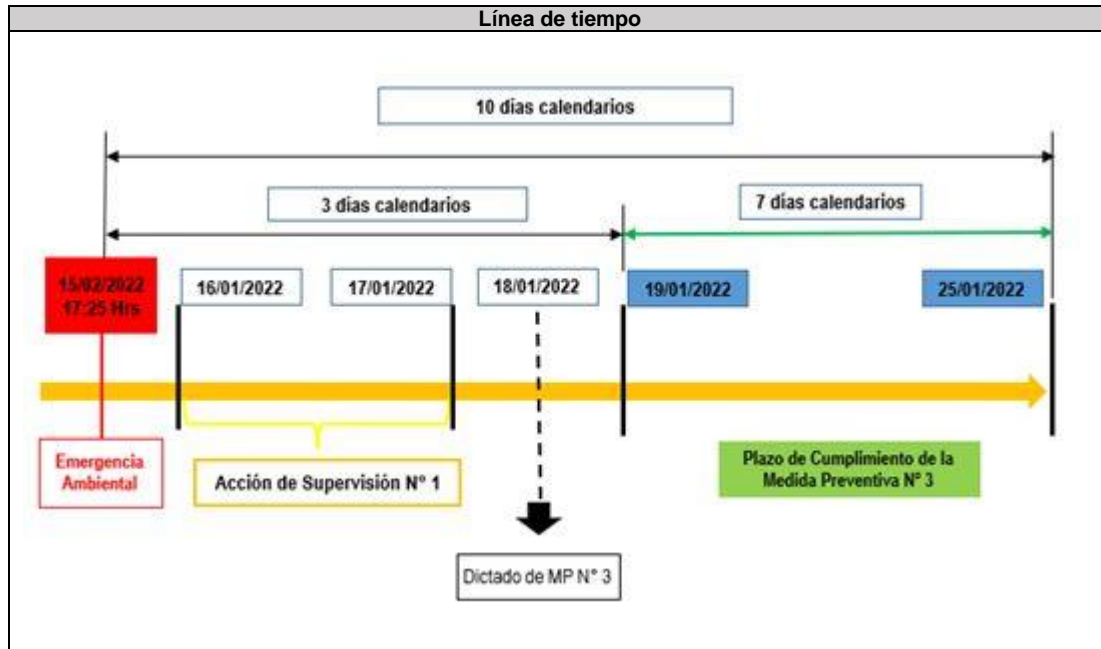 Línea de tiempo
10 días calendarios
3 días calendarios
7 días calendarios
15/02/2022
17:25 Hrs
16/01/2022
17/01/2022
18/01/2022
19/01/2022
25/01/2022
Emergencia
Ambiental
Acción de Supervisión N° 1
Plazo de Cumplimiento de la
Medida Preventiva N° 3
Dictado de MP N° 3